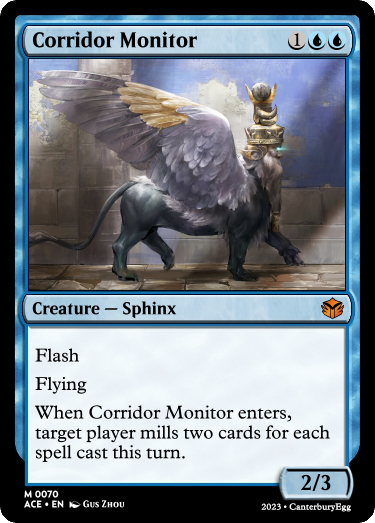 Corridor Monitor 1
Creature — Sphinx
Flash
Flying
When Corridor Monitor enters,
target player mills two cards for each
spell cast this turn.
2/3
M 0070
ACE • EN Gus Zhou
2023 • CanterburyEgg